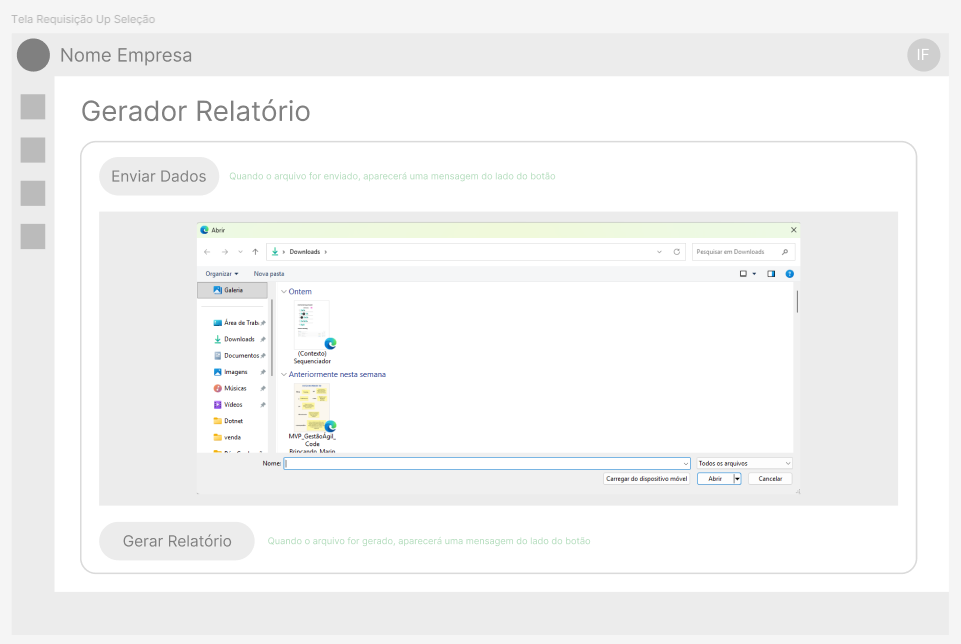 Tela Requisição Up Seleção
Nome Empresa
IF
Gerador Relatório
Enviar Dados
Quando o arquivo for enviado, aparecerá uma mensagem do lado do botão
Abrir
Downloads
Pesquisar em Downloads
Organizar
Nova pasta
Galeria
Ontem
Área de Trab
Downloads
Documentos
Imagens
(Contexto)
Sequenciador
Anteriormente nesta semana
Músicas
Vídeos
Dotnet
venda
MVP_GestãoÁgil_
Code
Nome:
Todos os arquivos
Carregar do dispositivo móvel
Abrir
Cancelar
Gerar Relatório
Quando o arquivo for gerado, aparecerá uma mensagem do lado do botão